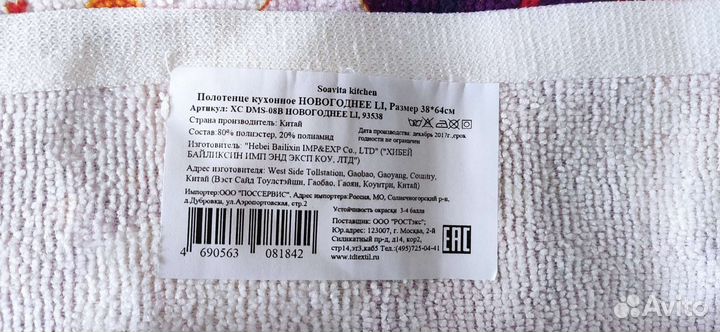 Soavita kitchen
Полотенце кухонное НОВОГОДНЕЕ LI, Размер 38*64см
Артикул: XC DMS-08B НОВОГОДНЕЕ LI, 93538
Страна производитель: Китай
Состав: 80% полиэстер, 20% полиамид
Дата производства: декабрь 2017г.,срок
годности не ограничен
Изготовитель: "Hebei Bailixin IMP&EXP Co., LTD" ("ХИБЕЙ
БАЙЛИКСИН ИМП ЭНД ЭКСП КОУ, ЛТД")
Адрес изготовителя: West Side Tollstation, Gaobao, Gaoyang, Country,
Китай (Вэст Сайд Тоулстэйшн, Гаобао, Гаоян, Коунтри, Китай)
Импортер:ООО "ПОССЕРВИС", Адрес импортера:Россия, МО, Солнечногорский р-н,
д.Дубровки, ул.Аэропортовская, стр.2
Устойчивость окраски 3-4 балла
Поставщик: ООО "РОСТэкс";
Юр.адрес: 123007, г. Москва, 2-й
Силикатный пр-д, д14, кор2,
стр14,эт3,каб5 Тел.:(495)725-04-41
www.tdtextil.ru
EAC
4 690563 081842
Avito